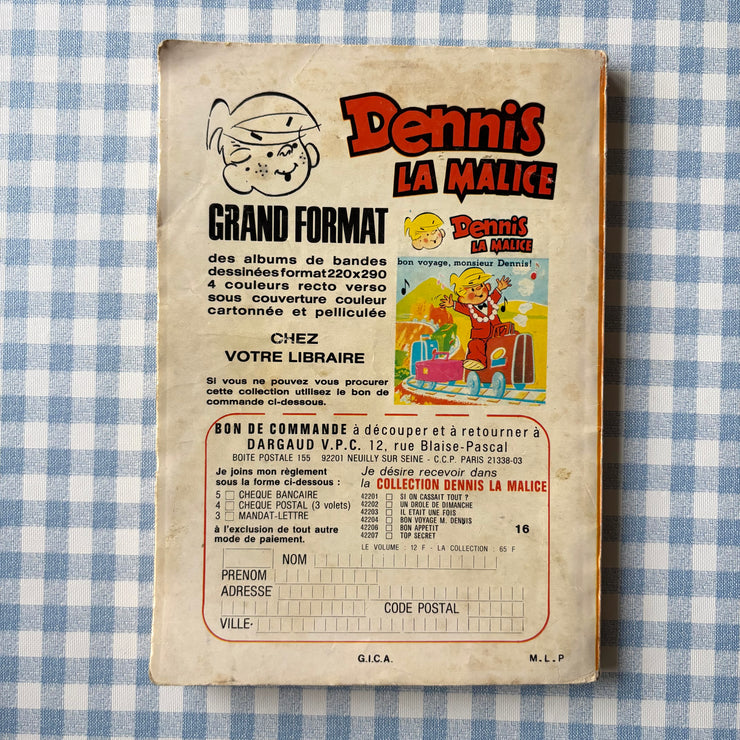 Dennis
LA MALICE
GRAND FORMAT
des albums de bandes
dessinées format 220x290
4 couleurs recto verso
sous couverture couleur
cartonnée et pelliculée
CHEZ
VOTRE LIBRAIRE
Si vous ne pouvez vous procurer
cette collection utilisez le bon de
commande ci-dessous.
Dennis
LA MALICE
bon voyage, monsieur Dennis!
BON DE COMMANDE à découper et à retourner à
DARGAUD V.P.C. 12, rue Blaise-Pascal
BOITE POSTALE 155 92201 NEUILLY SUR SEINE - C.C.P. PARIS 21338-03
Je joins mon règlement
sous la forme ci-dessous :
5 CHEQUE BANCAIRE
4 CHEQUE POSTAL (3 volets)
3 MANDAT-LETTRE
à l'exclusion de tout autre
mode de paiement.
Je désire recevoir dans
la COLLECTION DENNIS LA MALICE
42201 SI ON CASSAIT TOUT ?
42202 UN DROLE DE DIMANCHE
42203 IL ETAIT UNE FOIS
42204 BON VOYAGE M. DENNIS
42206 BON APPETIT
42207 TOP SECRET
16
LE VOLUME : 12 F - LA COLLECTION : 65 F
NOM
PRENOM
ADRESSE
CODE POSTAL
VILLE
G.I.C.A.
M.L.P